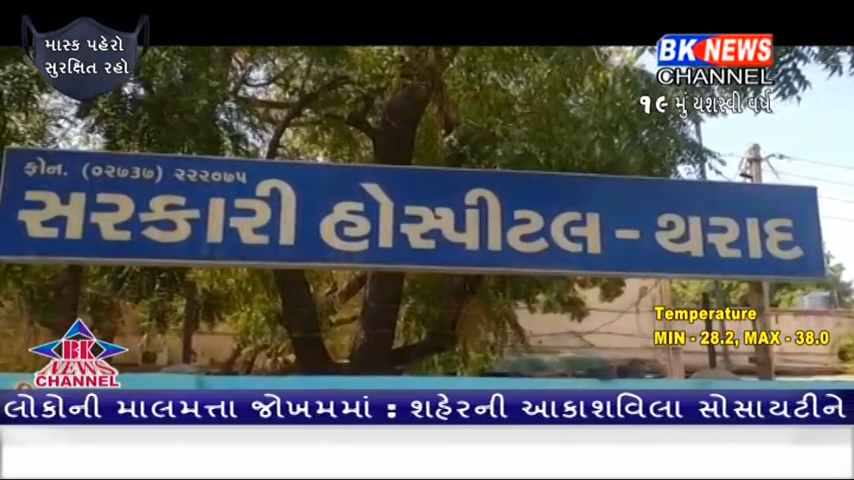 માસ્ક પહેરો
સુરક્ષિત રહો
BK NEWS
CHANNEL
૧૯ મું યશસ્વી વર્ષ
ફોન. (૦૨૭૩૭) ૨૨૨૦૭૫
સરકારી હોસ્પીટલ - થરાદ
Temperature
MIN - 28.2, MAX - 38.0
BK
NEWS
CHANNEL
લોકોની માલમત્તા જોખમમાં : શહેરની આકાશવિલા સોસાયટીને